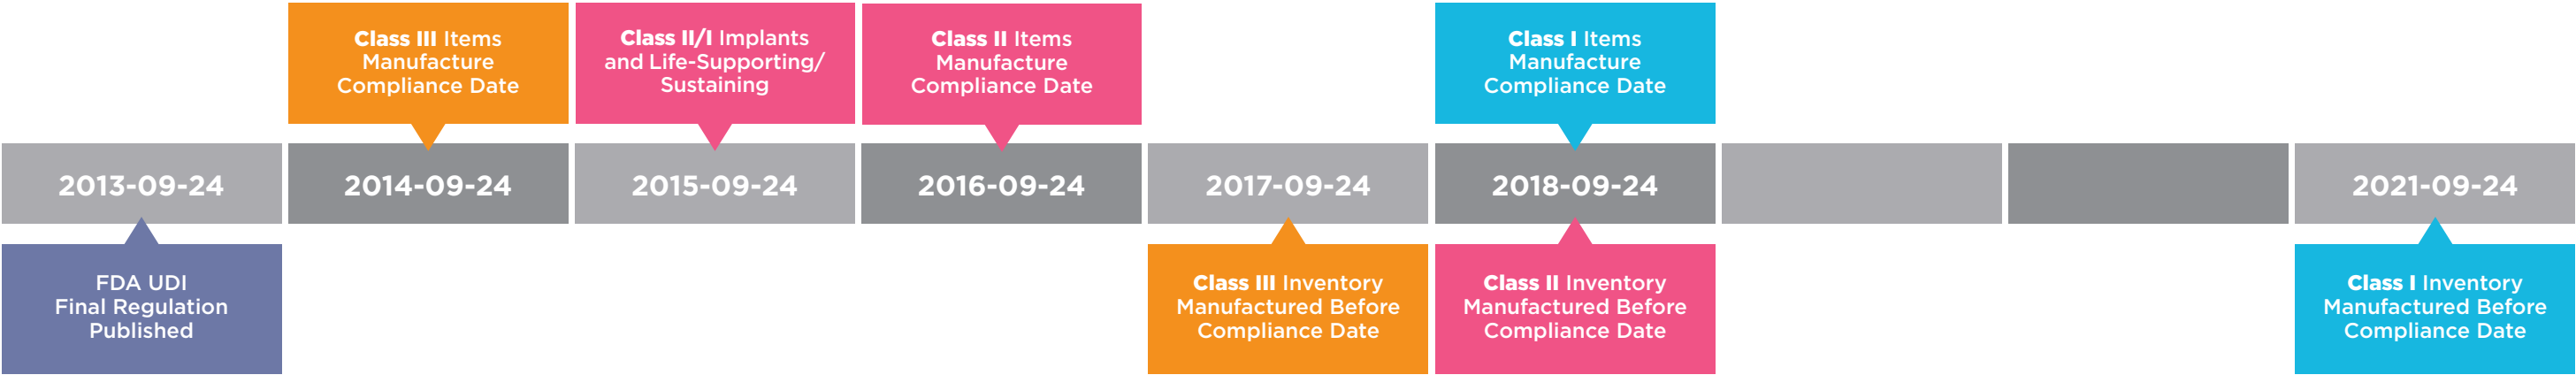 Class III Items
Manufacture
Compliance Date
Class II/I Implants
and Life-Supporting/
Sustaining
Class II Items
Manufacture
Compliance Date
Class I Items
Manufacture
Compliance Date
2013-09-24
2014-09-24
2015-09-24
2016-09-24
2017-09-24
2018-09-24
2021-09-24
FDA UDI
Final Regulation
Published
Class III Inventory
Manufactured Before
Compliance Date
Class II Inventory
Manufactured Before
Compliance Date
Class I Inventory
Manufactured Before
Compliance Date